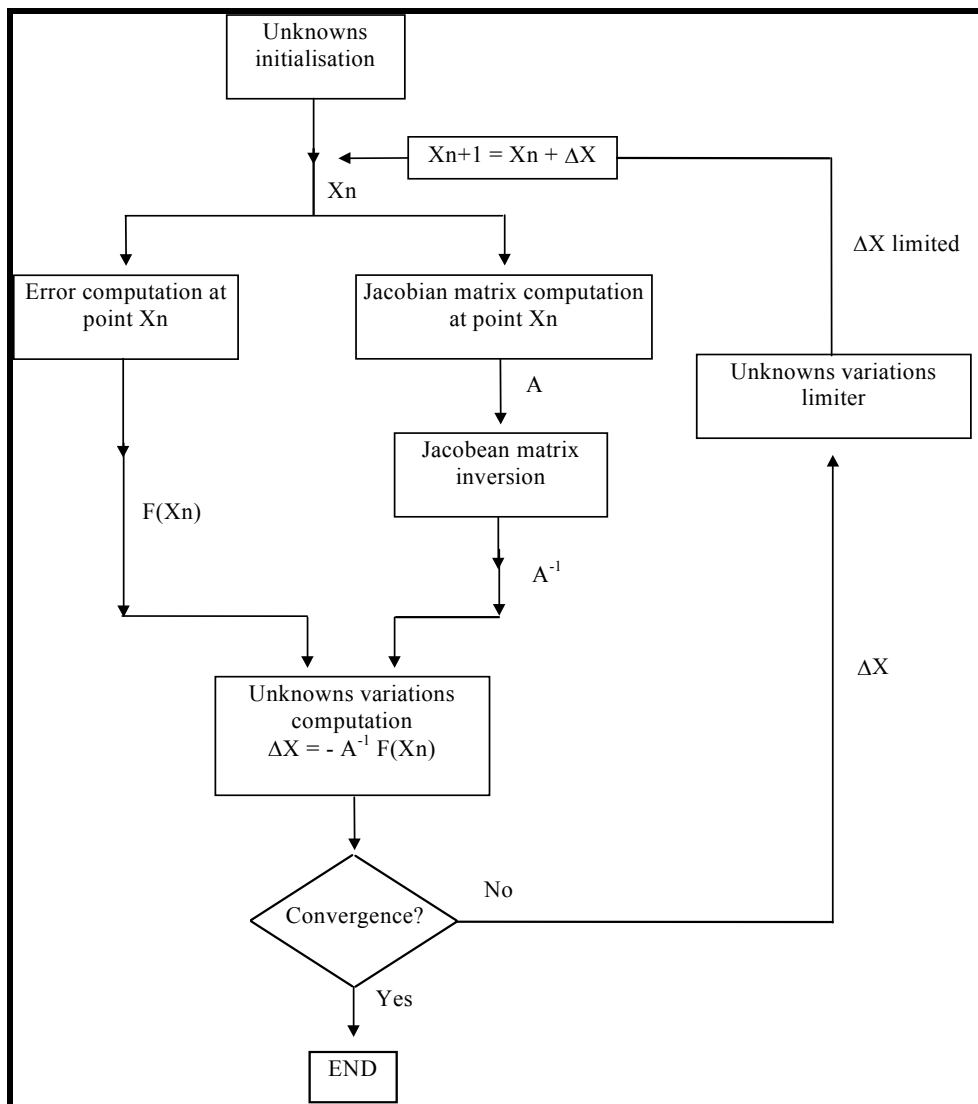 Unknowns
initialisation
Xn+1 = Xn + ΔX
Xn
ΔX limited
Error computation at
point Xn
Jacobian matrix computation
at point Xn
Unknowns variations
limiter
A
Jacobean matrix
inversion
F(Xn)
A⁻¹
ΔX
Unknowns variations
computation
ΔX = - A⁻¹ F(Xn)
Convergence?
No
Yes
END